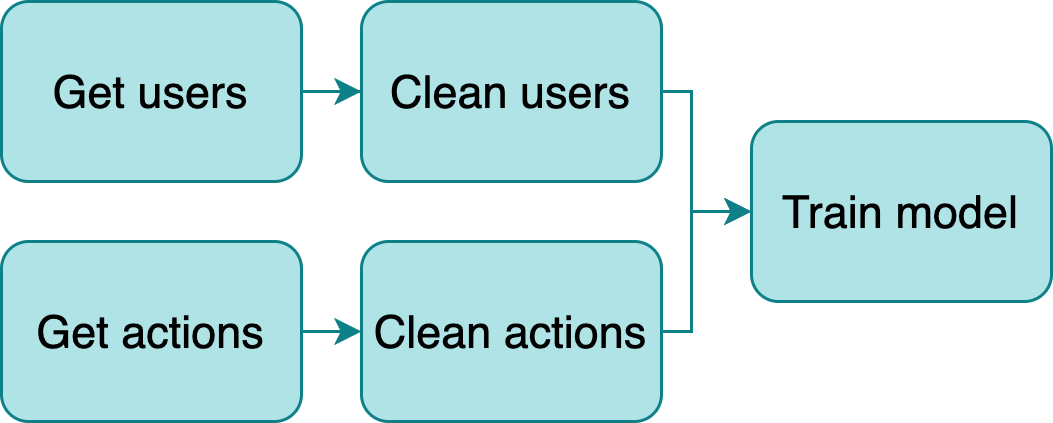 Get users
Clean users
Train model
Get actions
Clean actions